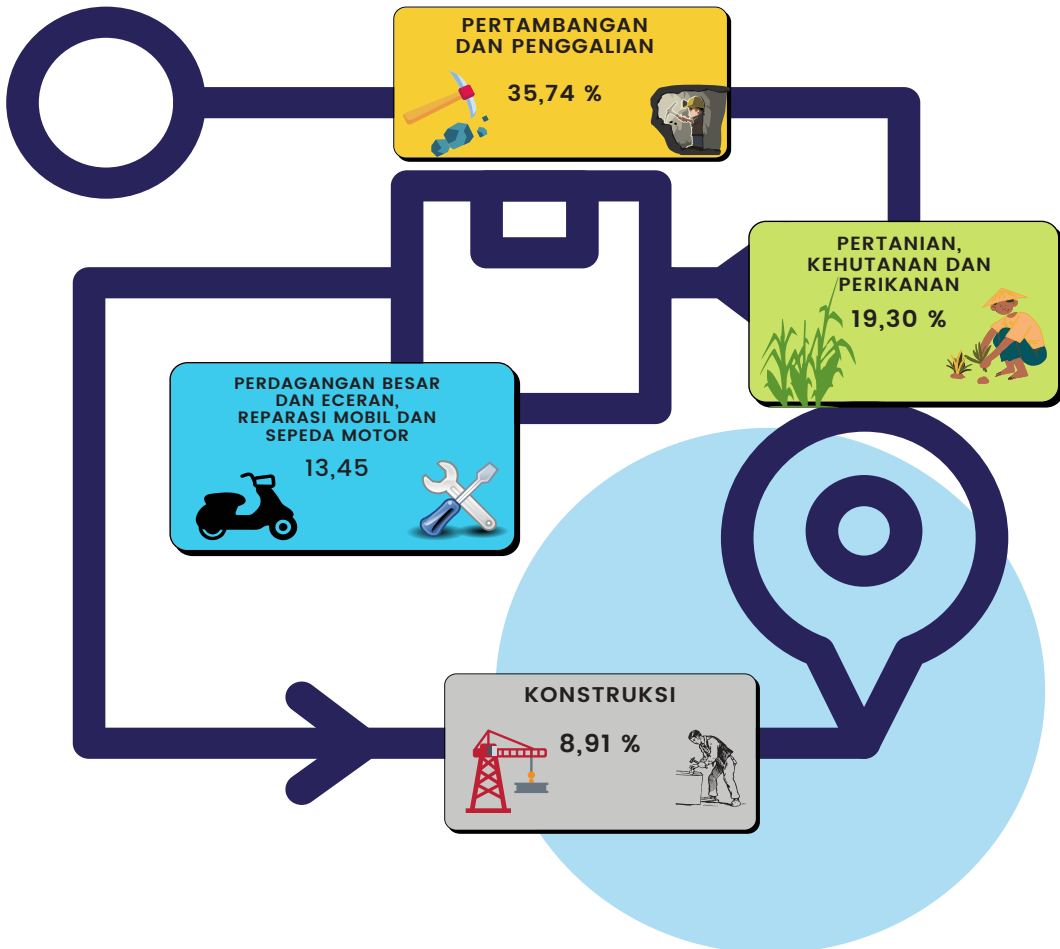 PERTAMBANGAN
DAN PENGGALIAN
35,74 %
PERTANIAN,
KEHUTANAN DAN
PERIKANAN
19,30 %
PERDAGANGAN BESAR
DAN ECERAN,
REPARASI MOBIL DAN
SEPEDA MOTOR
13,45
KONSTRUKSI
8,91 %